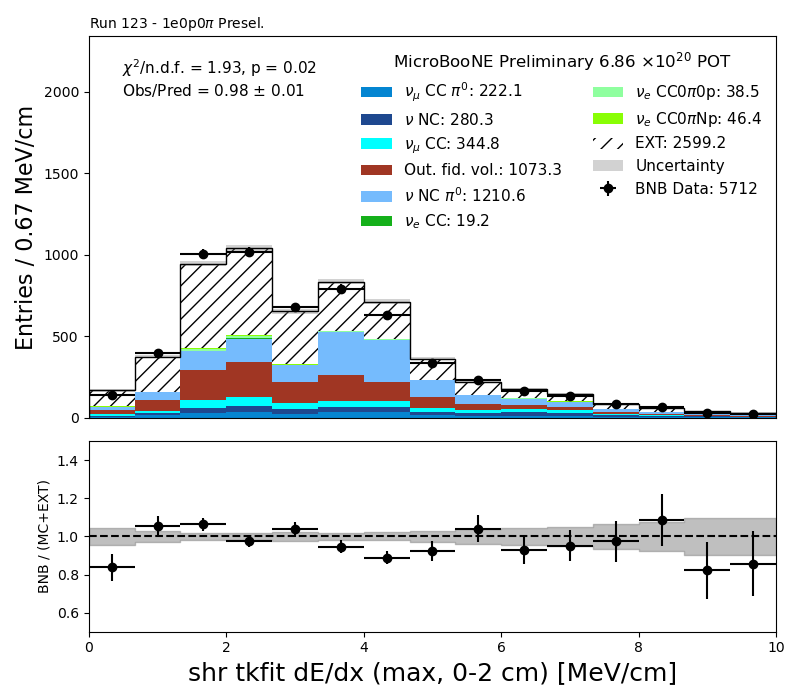 Run 123 - 1e0p0π Presel.
χ²/n.d.f. = 1.93, p = 0.02
Obs/Pred = 0.98 ± 0.01
MicroBooNE Preliminary 6.86 ×10²⁰ POT
ν_μ CC π⁰: 222.1
ν NC: 280.3
ν_μ CC: 344.8
Out. fid. vol.: 1073.3
ν NC π⁰: 1210.6
ν_e CC: 19.2
ν_e CC0π0p: 38.5
ν_e CC0πNp: 46.4
EXT: 2599.2
Uncertainty
BNB Data: 5712
Entries / 0.67 MeV/cm
2000
1500
1000
500
0
BNB / (MC+EXT)
1.4
1.2
1.0
0.8
0.6
0 2 4 6 8 10
shr tkfit dE/dx (max, 0-2 cm) [MeV/cm]